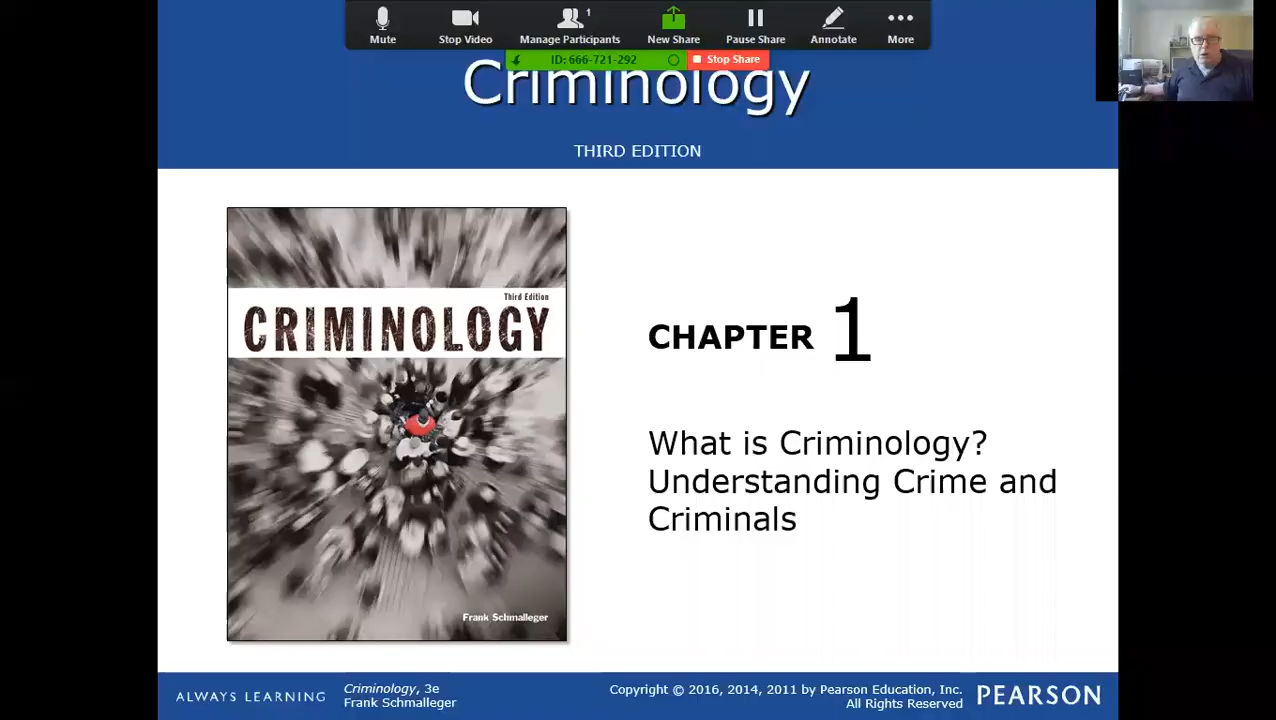 Mute
Stop Video
Manage Participants
1
New Share
Pause Share
Annotate
More
ID: 666-721-292
Stop Share
Criminology
THIRD EDITION
Third Edition
CRIMINOLOGY
Frank Schmalleger
CHAPTER 1
What is Criminology?
Understanding Crime and
Criminals
ALWAYS LEARNING
Criminology, 3e
Frank Schmalleger
Copyright © 2016, 2014, 2011 by Pearson Education, Inc.
All Rights Reserved
PEARSON